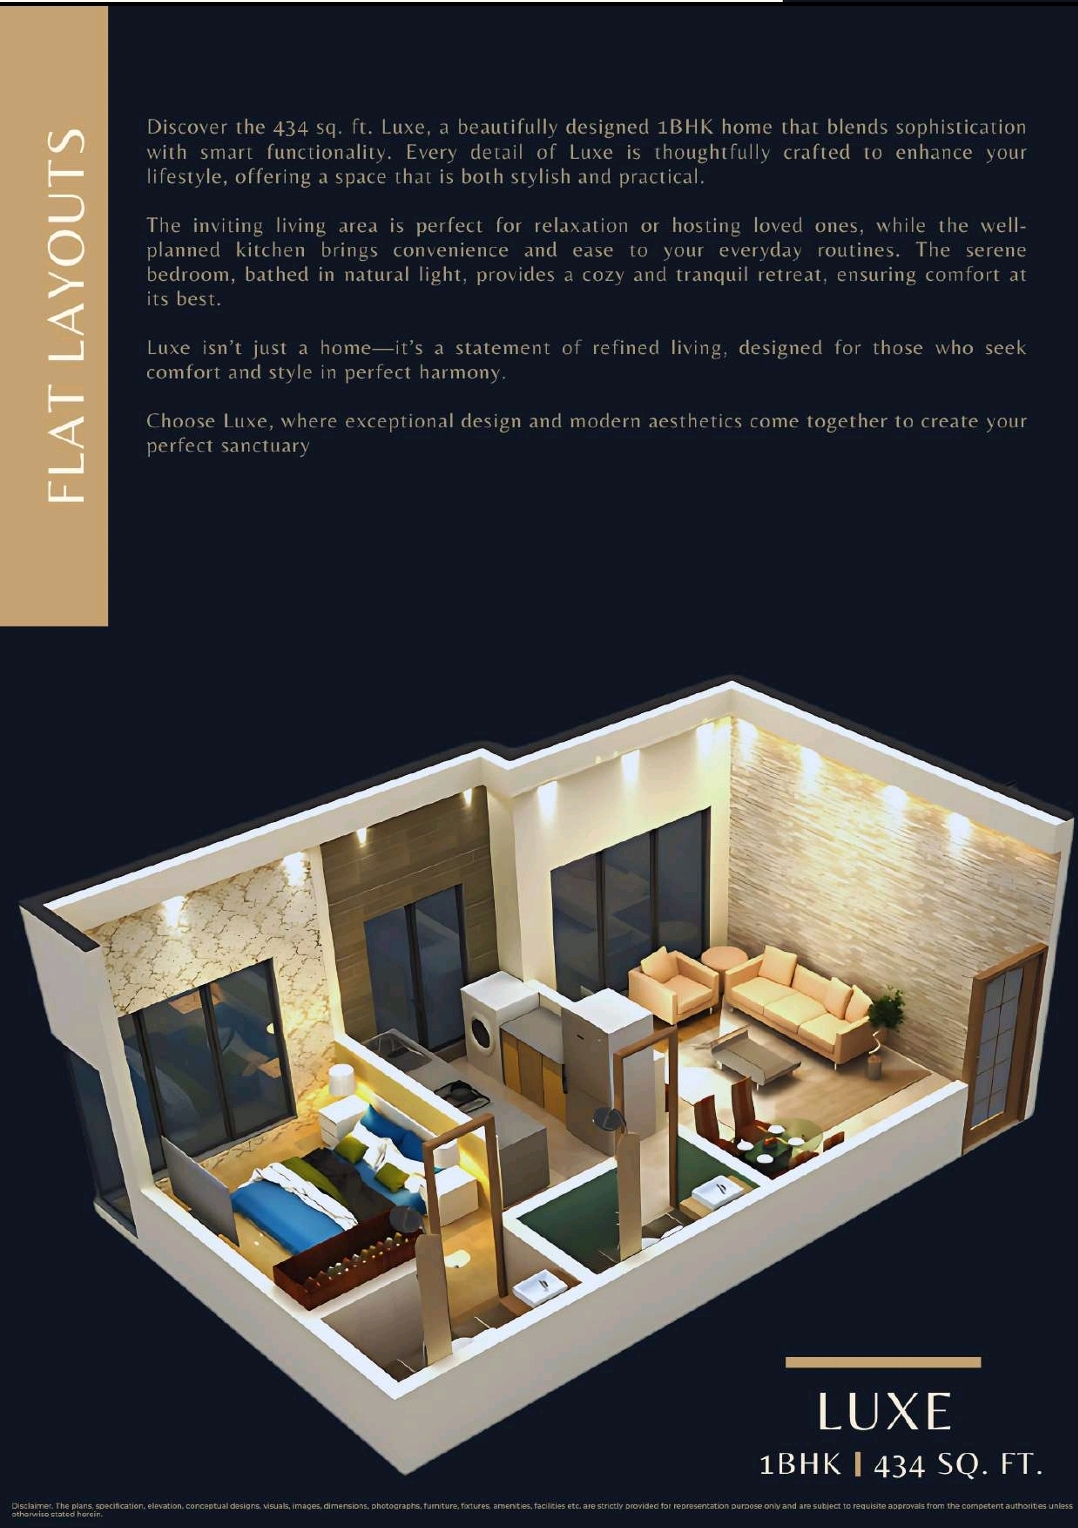 FLAT LAYOUTS
Discover the 434 sq. ft. Luxe, a beautifully designed 1BHK home that blends sophistication
with smart functionality. Every detail of Luxe is thoughtfully crafted to enhance your
lifestyle, offering a space that is both stylish and practical.
The inviting living area is perfect for relaxation or hosting loved ones, while the well-
planned kitchen brings convenience and ease to your everyday routines. The serene
bedroom, bathed in natural light, provides a cozy and tranquil retreat, ensuring comfort at
its best.
Luxe isn't just a home—it's a statement of refined living, designed for those who seek
comfort and style in perfect harmony.
Choose Luxe, where exceptional design and modern aesthetics come together to create your
perfect sanctuary
LUXE
1BHK | 434 SQ. FT.
Disclaimer. The plans, specification, elevation, conceptual designs, visuals, images, dimensions, photographs, furniture, fixtures, amenities, facilities etc. are strictly provided for representation purpose only and are subject to requisite approvals from the competent authorities unless
otherwise stated herein.